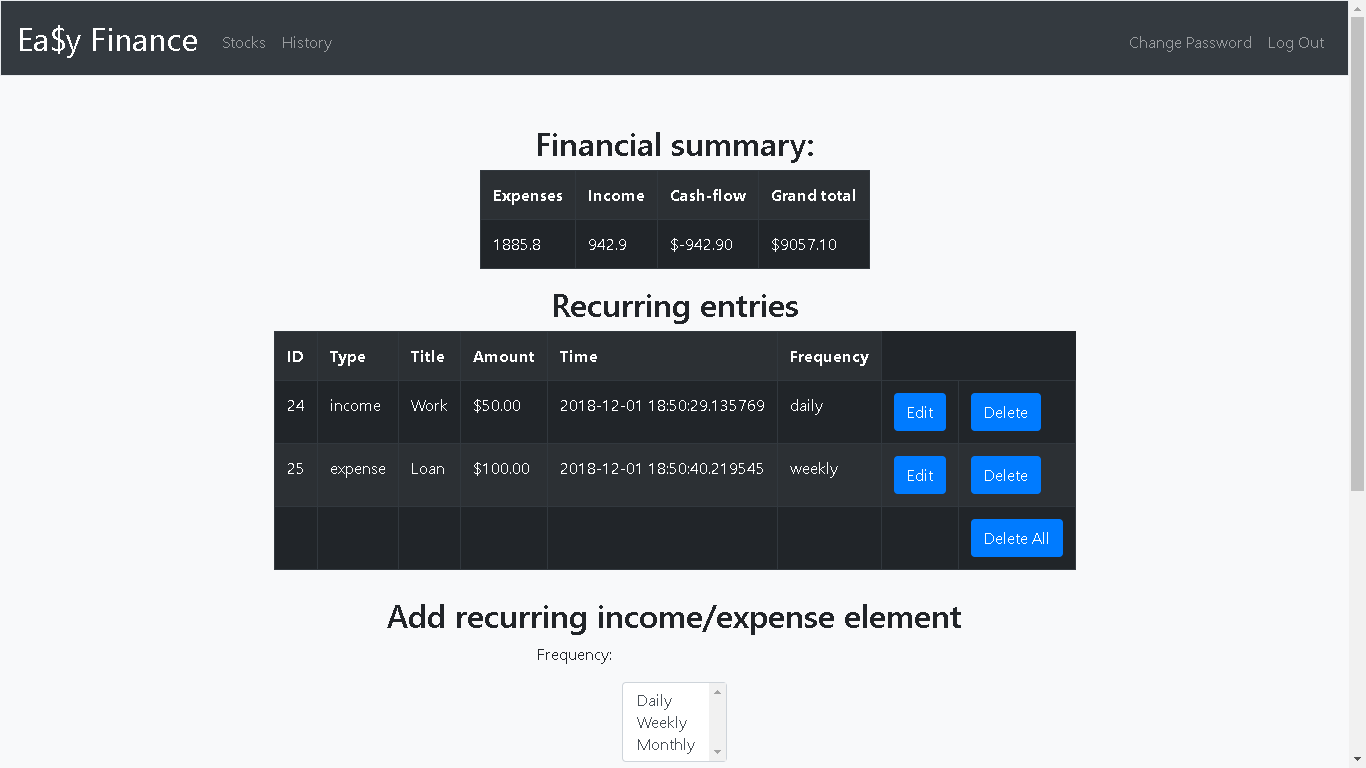 Ea$y Finance Stocks History Change Password Log Out
Financial summary:
Expenses Income Cash-flow Grand total
1885.8 942.9 $-942.90 $9057.10
Recurring entries
ID Type Title Amount Time Frequency
24 income Work $50.00 2018-12-01 18:50:29.135769 daily Edit Delete
25 expense Loan $100.00 2018-12-01 18:50:40.219545 weekly Edit Delete
Delete All
Add recurring income/expense element
Frequency:
Daily
Weekly
Monthly